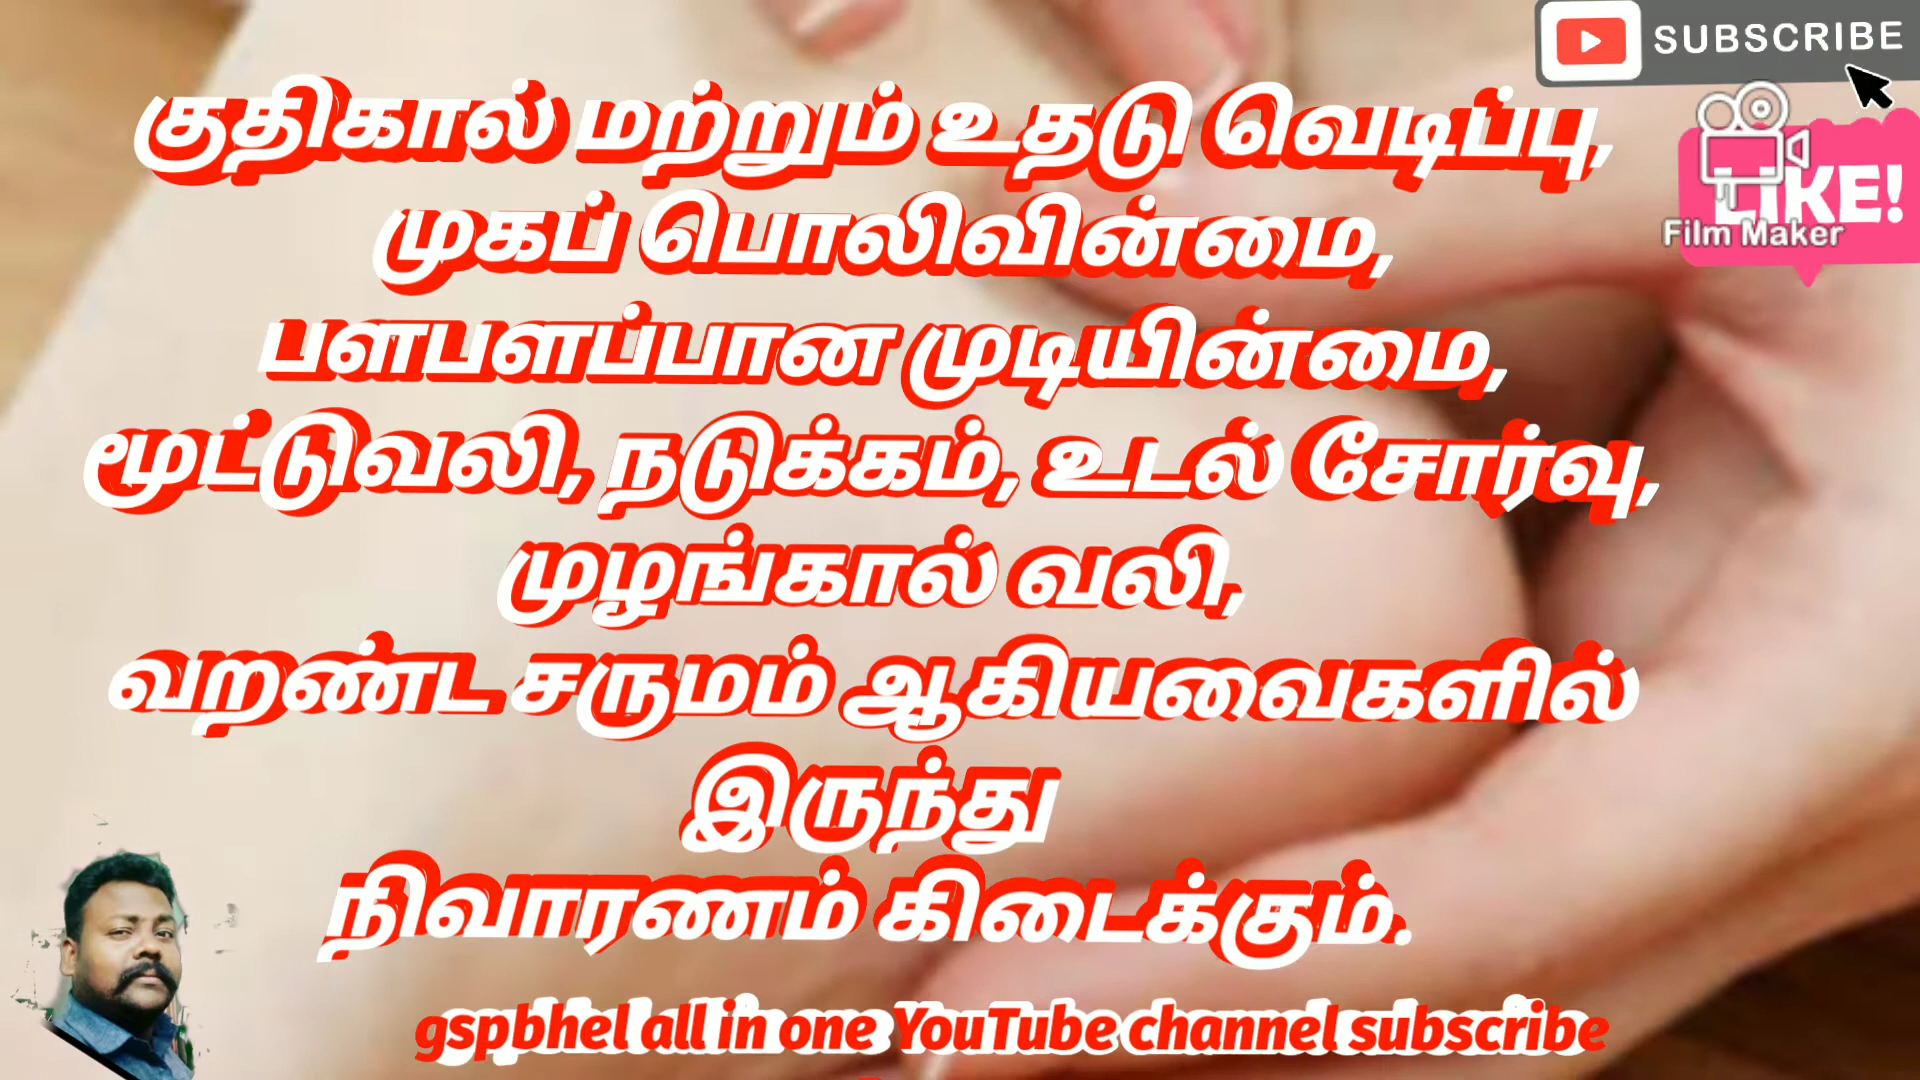 SUBSCRIBE
LIKE!
Film Maker
குதிகால் மற்றும் உதடு வெடிப்பு,
முகப் பொலிவின்மை,
பளபளப்பான முடியின்மை,
மூட்டுவலி, நடுக்கம், உடல் சோர்வு,
முழங்கால் வலி,
வறண்ட சருமம் ஆகியவைகளில்
இருந்து
நிவாரணம் கிடைக்கும்.
gspbhel all in one YouTube channel subscribe